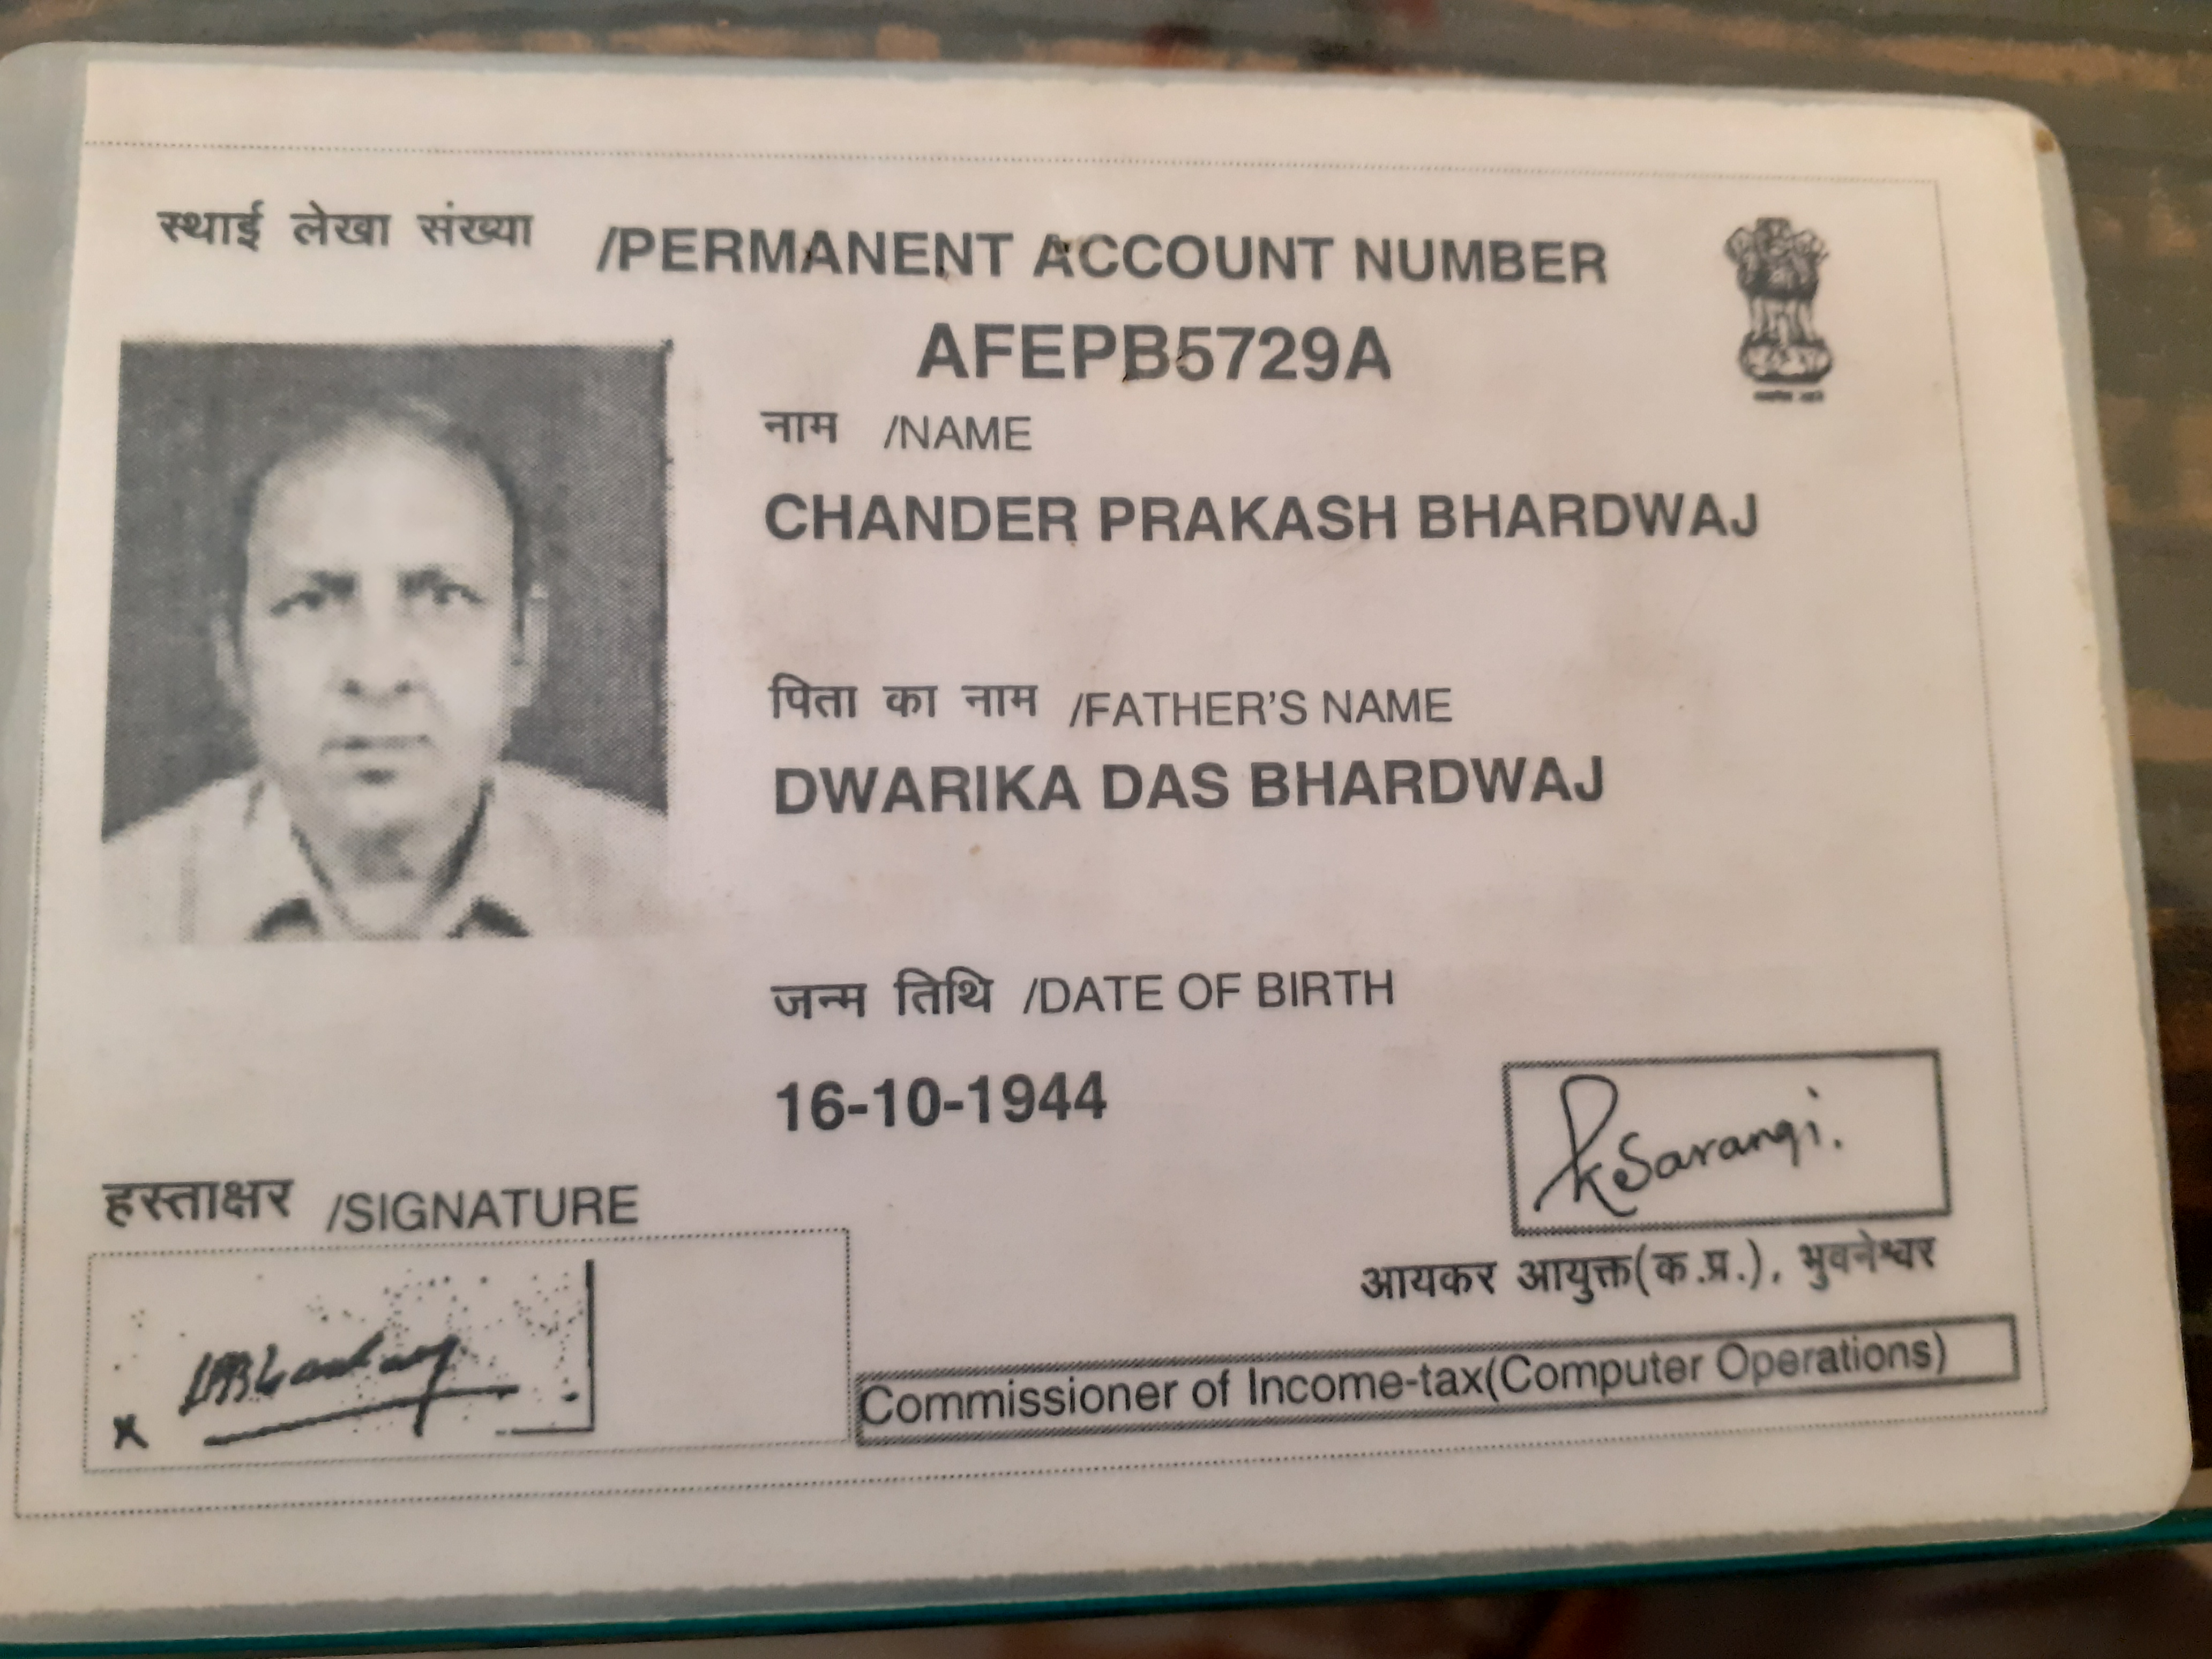 स्थाई लेखा संख्या /PERMANENT ACCOUNT NUMBER
AFEPB5729A
नाम /NAME
CHANDER PRAKASH BHARDWAJ
पिता का नाम /FATHER'S NAME
DWARIKA DAS BHARDWAJ
जन्म तिथि /DATE OF BIRTH
16-10-1944
हस्ताक्षर /SIGNATURE
Sarangi.
आयकर आयुक्त(क.प्र.), भुवनेश्वर
Commissioner of Income-tax(Computer Operations)